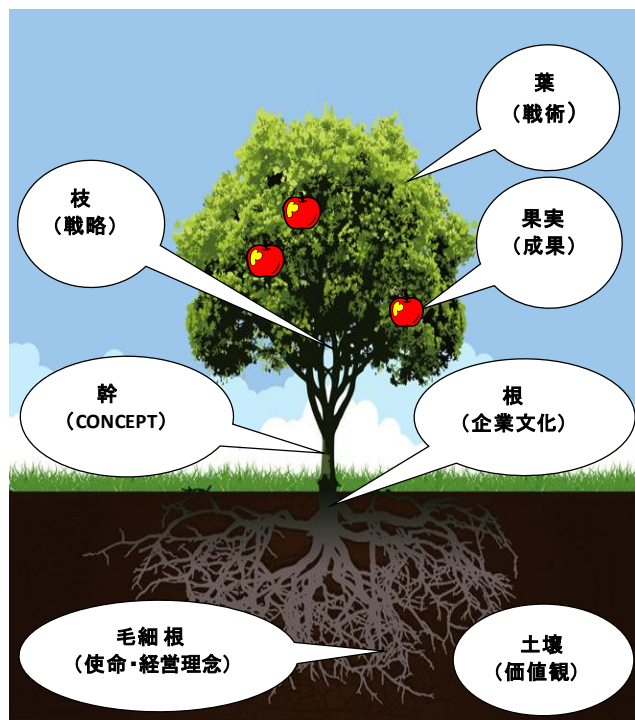 葉
（戦術）
枝
（戦略）
果実
（成果）
幹
（CONCEPT）
根
（企業文化）
毛細根
（使命・経営理念）
土壌
（価値観）